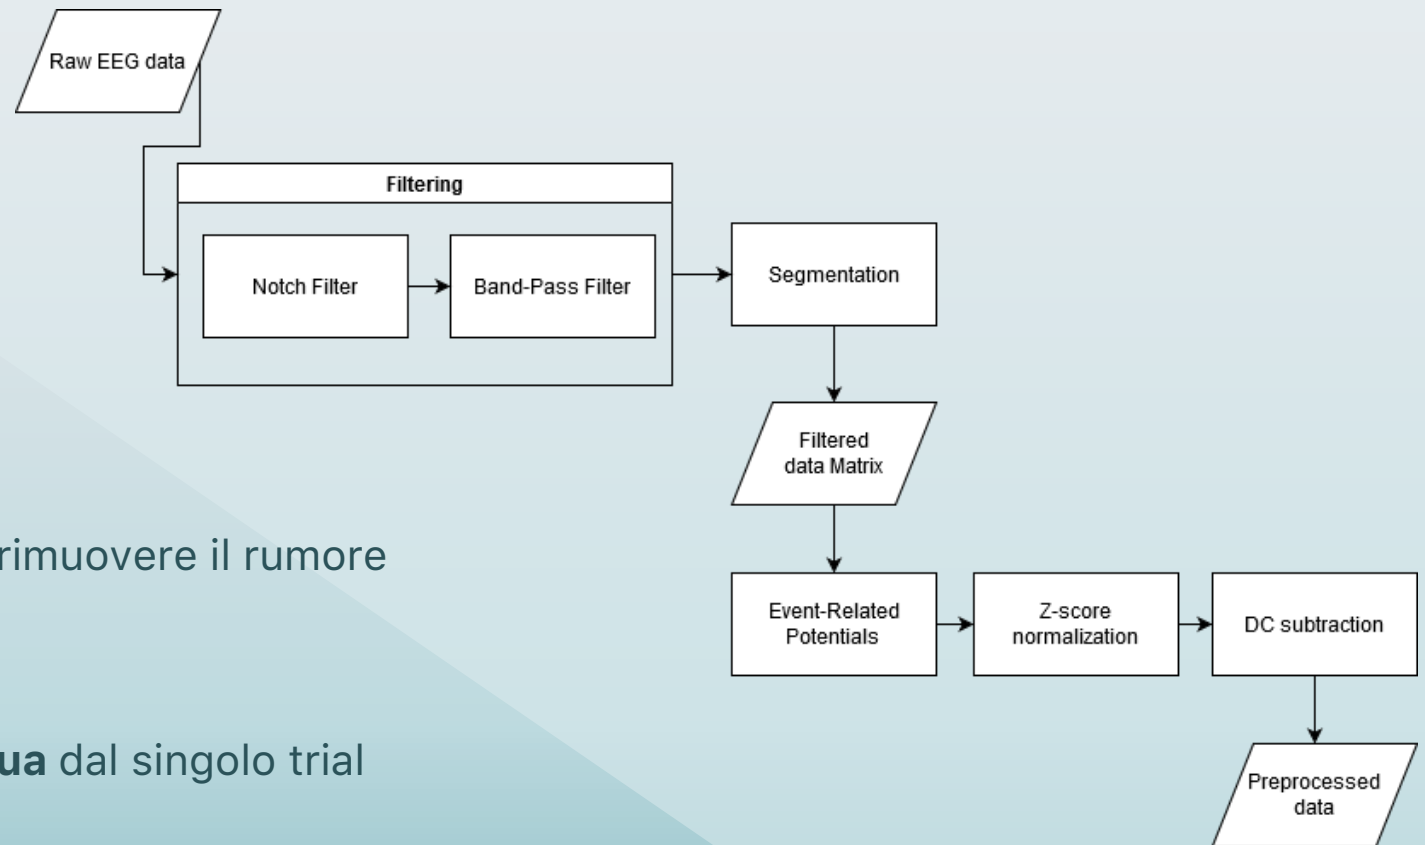 Raw EEG data
Filtering
Notch Filter
Band-Pass Filter
Segmentation
Filtered
data Matrix
rimuovere il rumore
Event-Related
Potentials
Z-score
normalization
DC subtraction
ua dal singolo trial
Preprocessed
data